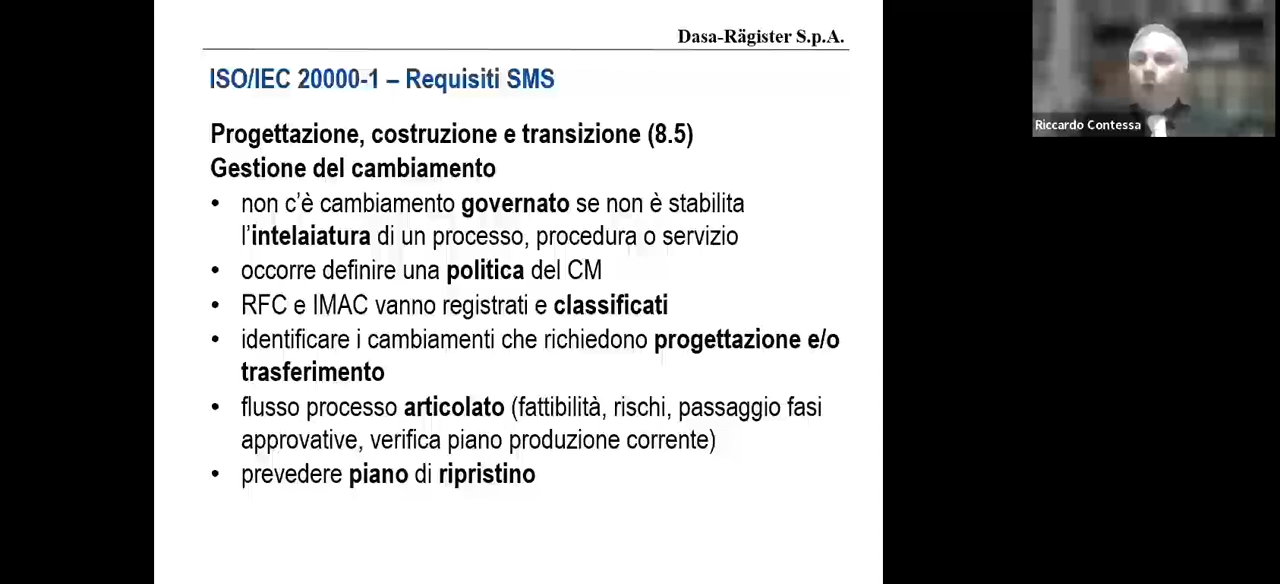 Dasa-Rägister S.p.A.
ISO/IEC 20000-1 – Requisiti SMS
Progettazione, costruzione e transizione (8.5)
Gestione del cambiamento
• non c'è cambiamento governato se non è stabilita
l'intelaiatura di un processo, procedura o servizio
• occorre definire una politica del CM
• RFC e IMAC vanno registrati e classificati
• identificare i cambiamenti che richiedono progettazione e/o
trasferimento
• flusso processo articolato (fattibilità, rischi, passaggio fasi
approvative, verifica piano produzione corrente)
• prevedere piano di ripristino
Riccardo Contessa